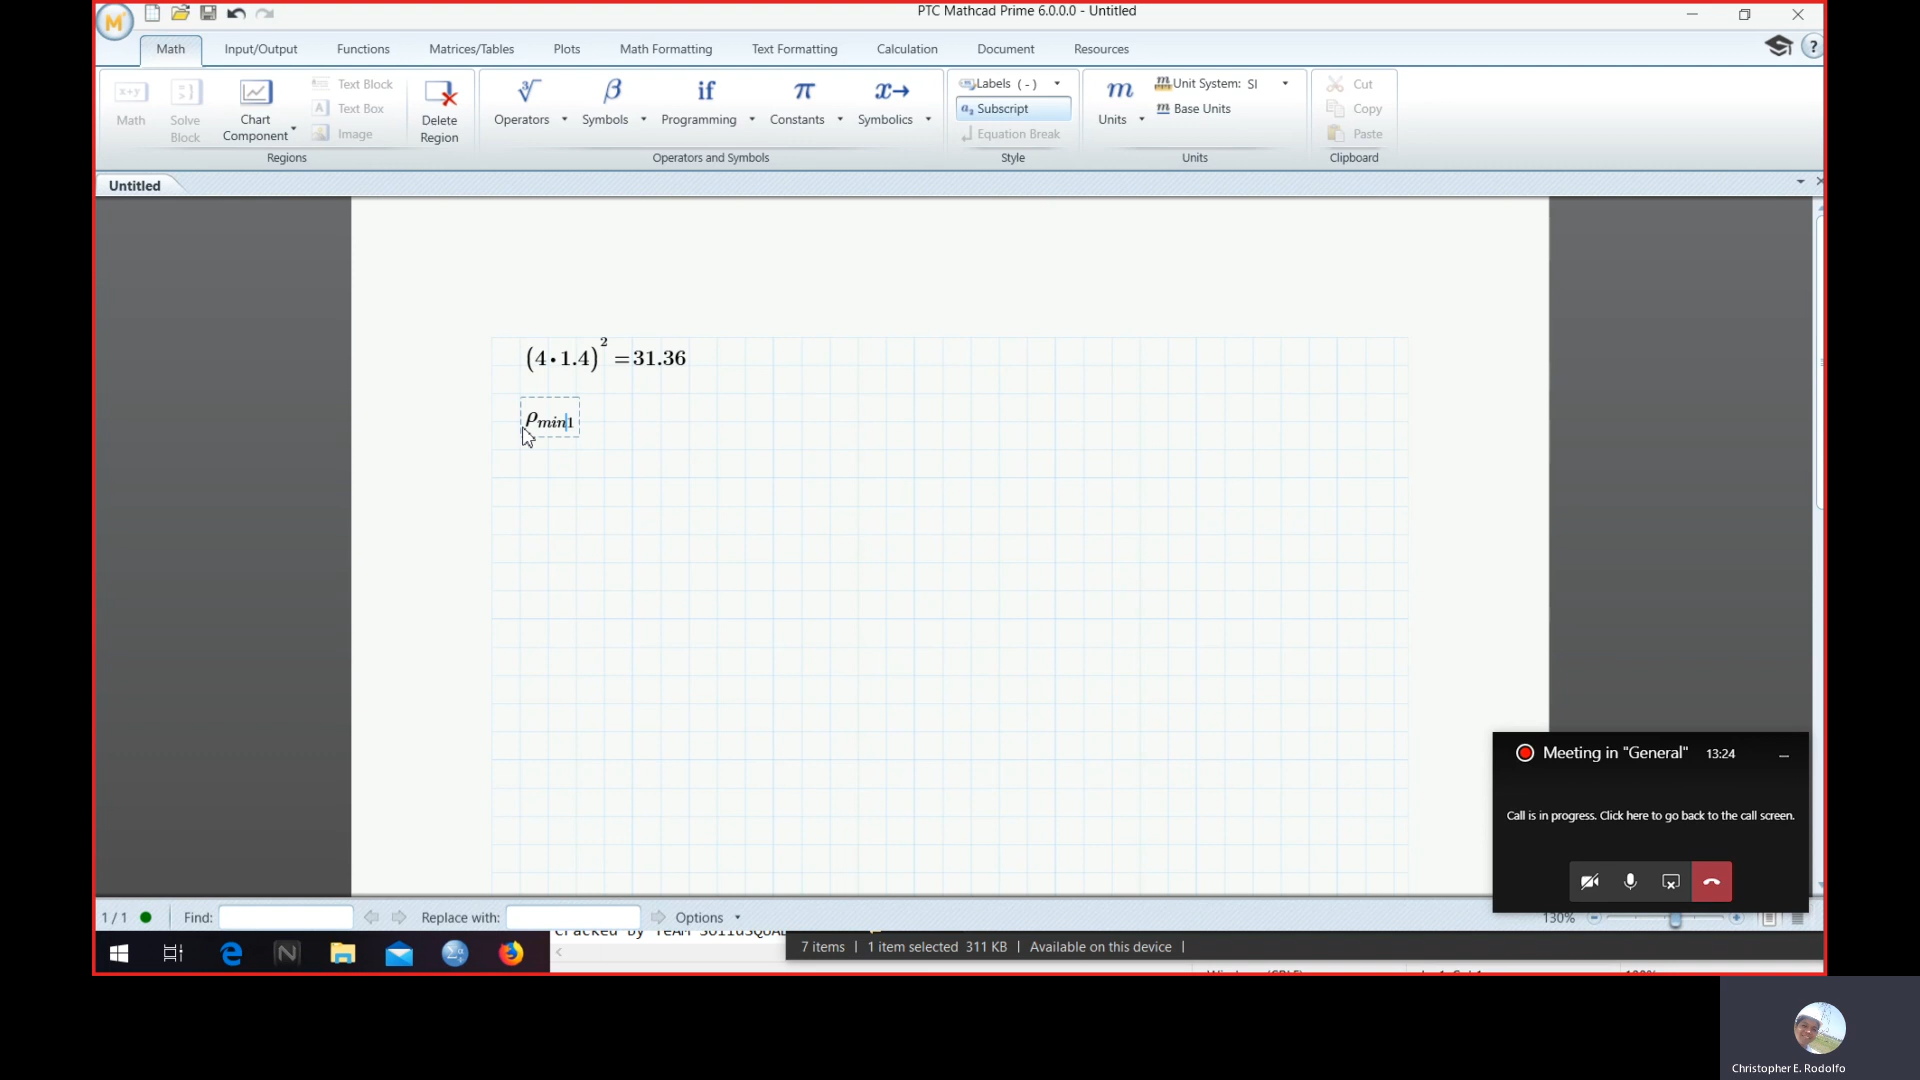 PTC Mathcad Prime 6.0.0.0 - Untitled
Math Input/Output Functions Matrices/Tables Plots Math Formatting Text Formatting Calculation Document Resources
Math
Solve Block
Chart Component
Text Block
Text Box
Image
Delete Region
Regions
Operators
Symbols
Programming
Constants
Symbolics
Operators and Symbols
Labels (-)
Subscript
Equation Break
Style
Units
Unit System: SI
Base Units
Units
Cut
Copy
Paste
Clipboard
Untitled
(4·1.4)² = 31.36
ρmin1
Meeting in "General" 13:24
Call is in progress. Click here to go back to the call screen.
1 / 1 Find: Replace with: Options 130%
7 items | 1 item selected 311 KB | Available on this device |
Christopher E. Rodolfo